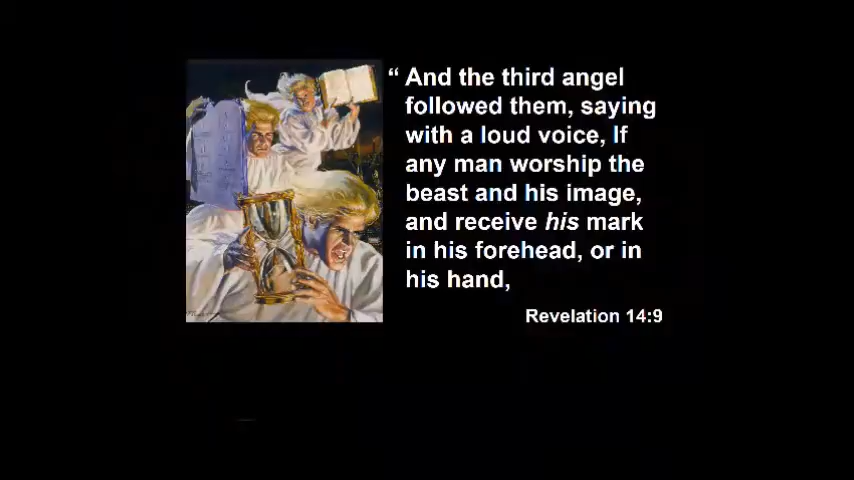 “ And the third angel
followed them, saying
with a loud voice, If
any man worship the
beast and his image,
and receive his mark
in his forehead, or in
his hand,
Revelation 14:9